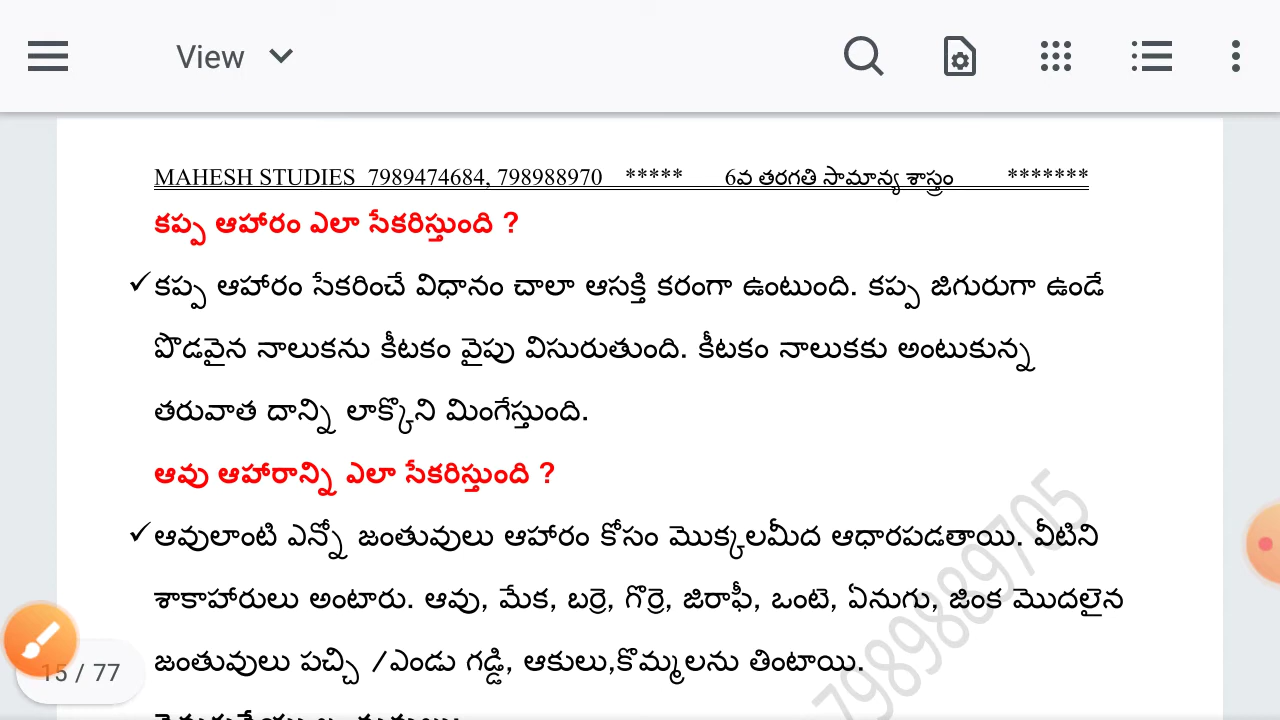 View
MAHESH STUDIES 7989474684, 798988970 ***** 6వ తరగతి సామాన్య శాస్త్రం *******
కప్ప ఆహారం ఎలా సేకరిస్తుంది ?
✓ కప్ప ఆహారం సేకరించే విధానం చాలా ఆసక్తి కరంగా ఉంటుంది. కప్ప జిగురుగా ఉండే
పొడవైన నాలుకను కీటకం వైపు విసురుతుంది. కీటకం నాలుకకు అంటుకున్న
తరువాత దాన్ని లాక్కొని మింగేస్తుంది.
ఆవు ఆహారాన్ని ఎలా సేకరిస్తుంది ?
✓ ఆవులాంటి ఎన్నో జంతువులు ఆహారం కోసం మొక్కలమీద ఆధారపడతాయి. వీటిని
శాకాహారులు అంటారు. ఆవు, మేక, బర్రె, గొర్రె, జిరాఫీ, ఒంటె, ఏనుగు, జింక మొదలైన
జంతువులు పచ్చి /ఎండు గడ్డి, ఆకులు,కొమ్మలను తింటాయి.
7989889705
15 / 77